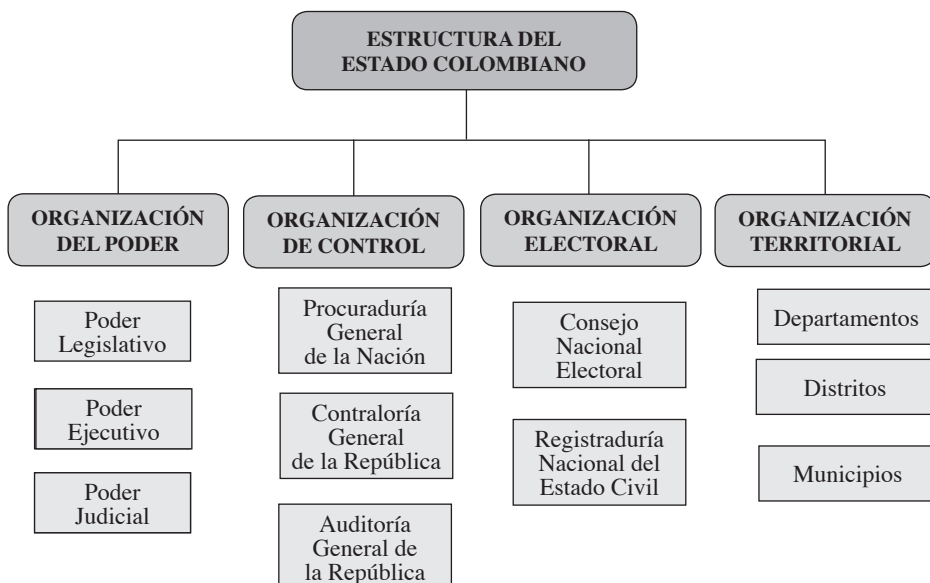 ESTRUCTURA DEL
ESTADO COLOMBIANO
ORGANIZACIÓN
DEL PODER
Poder
Legislativo
Poder
Ejecutivo
Poder
Judicial
ORGANIZACIÓN
DE CONTROL
Procuraduría
General
de la Nación
Contraloría
General
de la República
Auditoría
General de
la República
ORGANIZACIÓN
ELECTORAL
Consejo
Nacional
Electoral
Registraduría
Nacional del
Estado Civil
ORGANIZACIÓN
TERRITORIAL
Departamentos
Distritos
Municipios